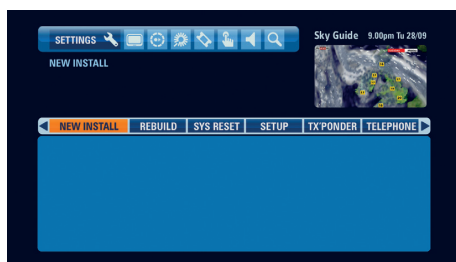 SETTINGS
Sky Guide 9.00pm Tu 28/09
NEW INSTALL
NEW INSTALL REBUILD SYS RESET SETUP TX'PONDER TELEPHONE